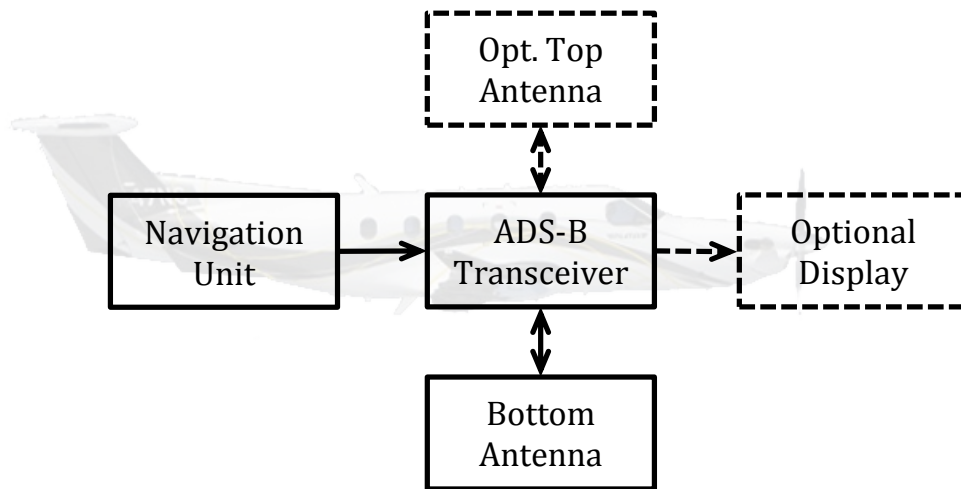 Opt. Top
Antenna
Navigation
Unit
ADS-B
Transceiver
Optional
Display
Bottom
Antenna